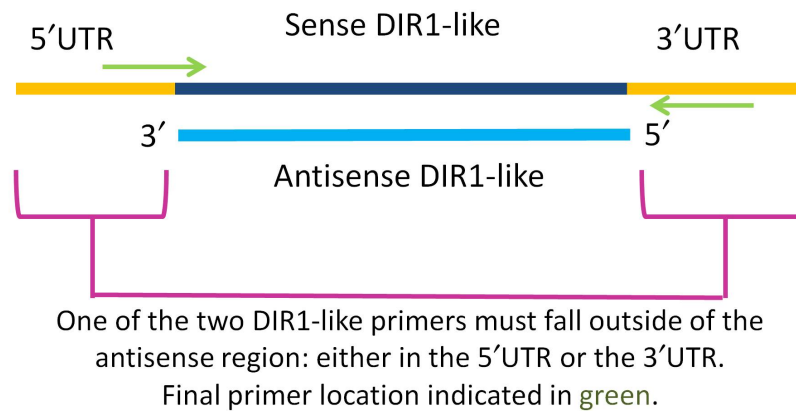 Sense DIR1-like
5′UTR
3′UTR
3′
5′
Antisense DIR1-like
One of the two DIR1-like primers must fall outside of the
antisense region: either in the 5′UTR or the 3′UTR.
Final primer location indicated in green.